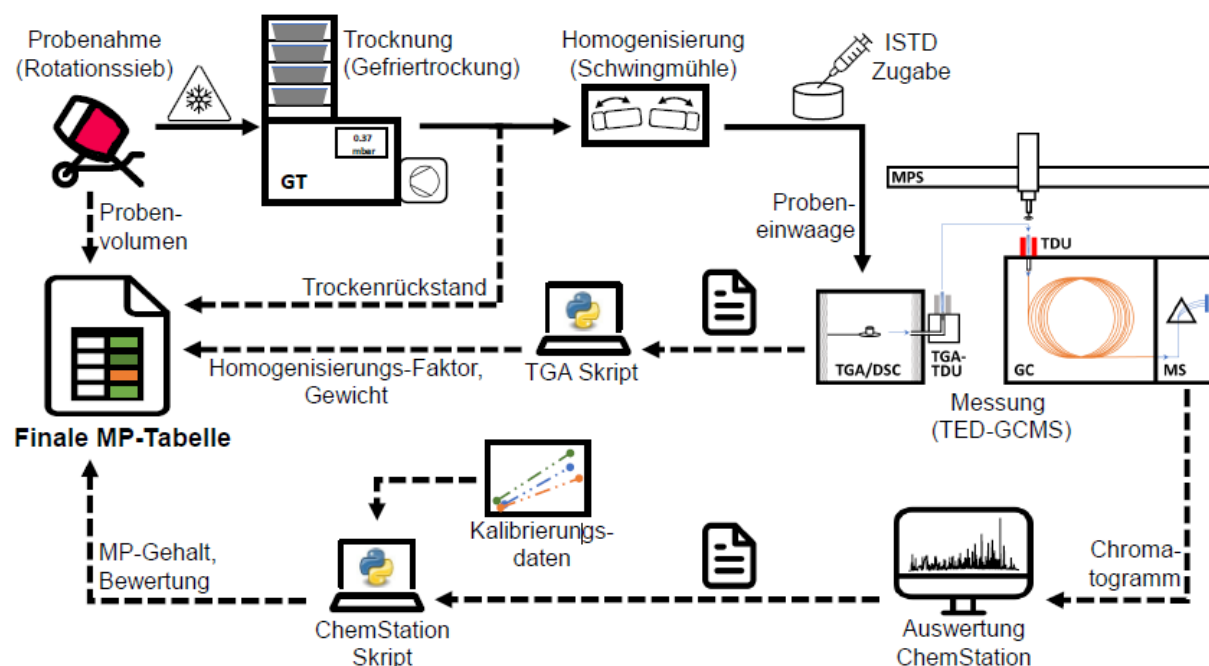 Probenahme
(Rotationssieb)
Trocknung
(Gefriertrockung)
Homogenisierung
(Schwingmühle)
ISTD
Zugabe
0.37
mbar
GT
MPS
Proben-
volumen
Proben-
einwaage
TDU
Trockenrückstand
TGA/DSC
TGA-
TDU
GC
MS
Homogenisierungs-Faktor,
Gewicht
TGA Skript
Messung
(TED-GCMS)
Finale MP-Tabelle
Kalibrierungs-
daten
MP-Gehalt,
Bewertung
Chroma-
togramm
ChemStation
Skript
Auswertung
ChemStation